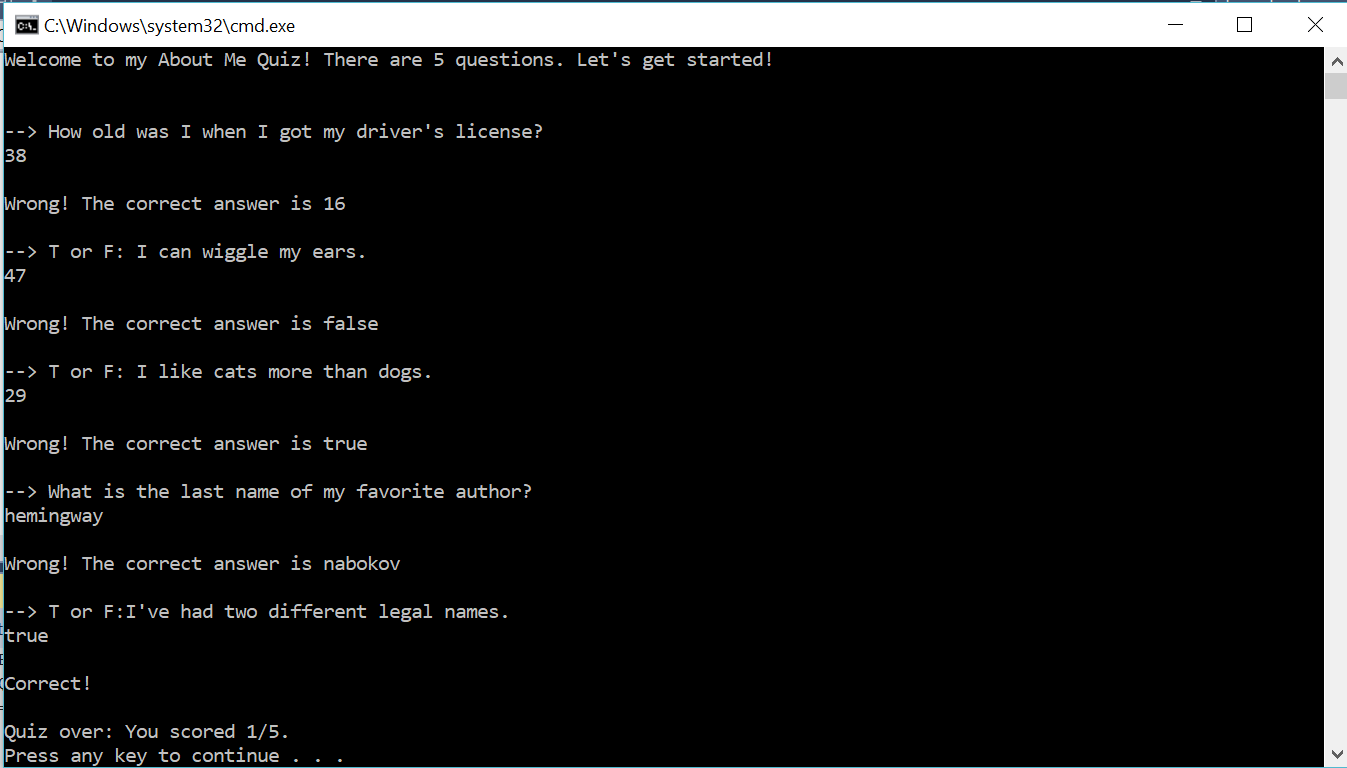 C:\Windows\system32\cmd.exe
Welcome to my About Me Quiz! There are 5 questions. Let's get started!
--> How old was I when I got my driver's license?
38
Wrong! The correct answer is 16
--> T or F: I can wiggle my ears.
47
Wrong! The correct answer is false
--> T or F: I like cats more than dogs.
29
Wrong! The correct answer is true
--> What is the last name of my favorite author?
hemingway
Wrong! The correct answer is nabokov
--> T or F:I've had two different legal names.
true
Correct!
Quiz over: You scored 1/5.
Press any key to continue . . .